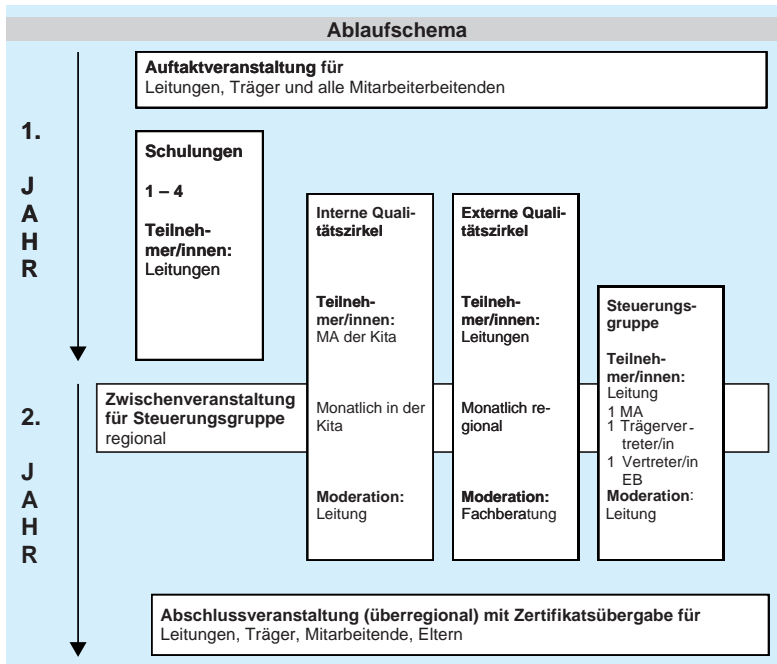 Ablaufschema
Auftaktveranstaltung für
Leitungen, Träger und alle Mitarbeiterbeitenden
1.
J
A
H
R
Schulungen
1 – 4
Teilneh-
mer/innen:
Leitungen
Interne Quali-
tätszirkel
Teilneh-
mer/innen:
MA der Kita
Monatlich in der
Kita
Moderation:
Leitung
Externe Quali-
tätszirkel
Teilneh-
mer/innen:
Leitungen
Monatlich re-
gional
Moderation:
Fachberatung
Steuerungs-
gruppe
Teilneh-
mer/innen:
Leitung
1 MA
1 Trägerver-
treter/in
1 Vertreter/in
EB
Moderation:
Leitung
2.
J
A
H
R
Zwischenveranstaltung
für Steuerungsgruppe
regional
Abschlussveranstaltung (überregional) mit Zertifikatsübergabe für
Leitungen, Träger, Mitarbeitende, Eltern